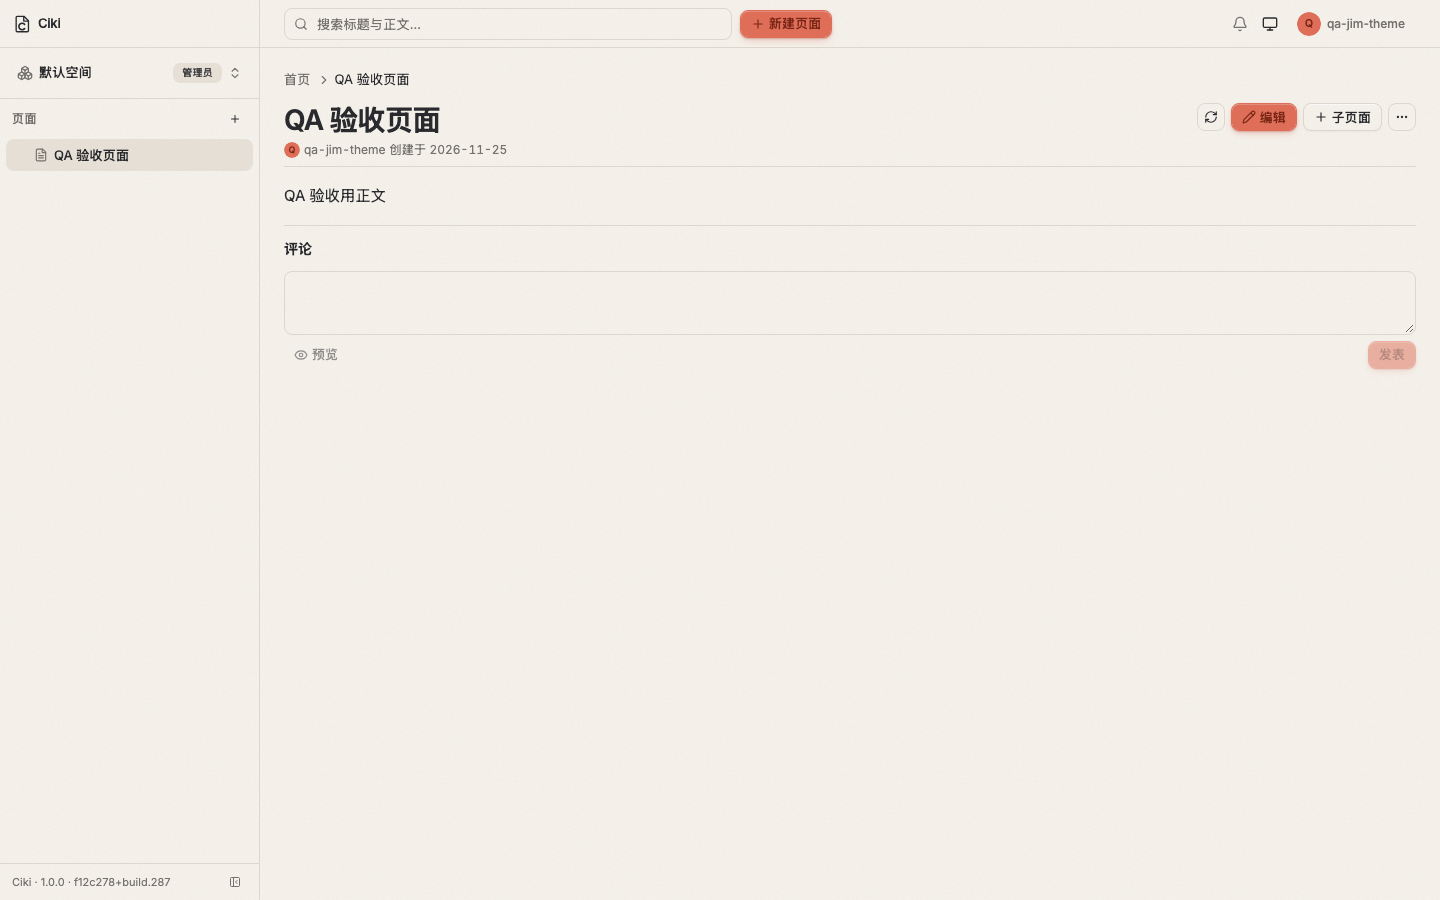 Ciki
搜索标题与正文...
新建页面
Q
qa-jim-theme
默认空间
管理员
页面
QA 验收页面
首页 > QA 验收页面
QA 验收页面
编辑
子页面
Q qa-jim-theme 创建于 2026-11-25
QA 验收用正文
评论
预览
发表
Ciki · 1.0.0 · f12c278+build.287